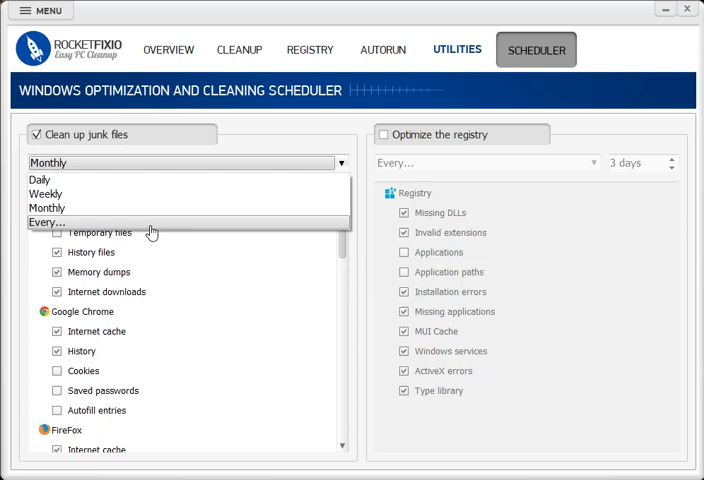 MENU
ROCKETFIXIO
Easy PC Cleanup
OVERVIEW
CLEANUP
REGISTRY
AUTORUN
UTILITIES
SCHEDULER
WINDOWS OPTIMIZATION AND CLEANING SCHEDULER
Clean up junk files
Monthly
Daily
Weekly
Monthly
Every...
Temporary files
History files
Memory dumps
Internet downloads
Google Chrome
Internet cache
History
Cookies
Saved passwords
Autofill entries
FireFox
Internet cache
Optimize the registry
Every...
3 days
Registry
Missing DLLs
Invalid extensions
Applications
Application paths
Installation errors
Missing applications
MUI Cache
Windows services
ActiveX errors
Type library